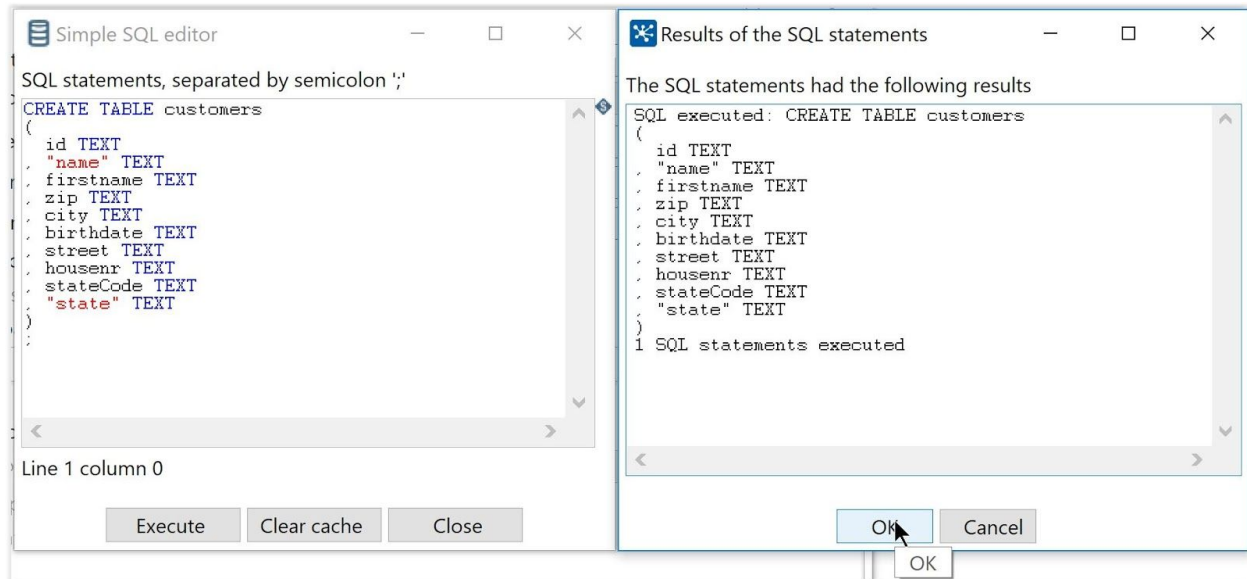 Simple SQL editor
SQL statements, separated by semicolon ';'
CREATE TABLE customers
(
  id TEXT
, "name" TEXT
, firstname TEXT
, zip TEXT
, city TEXT
, birthdate TEXT
, street TEXT
, housenr TEXT
, stateCode TEXT
, "state" TEXT
)
;
Line 1 column 0
Execute
Clear cache
Close
Results of the SQL statements
The SQL statements had the following results
SQL executed: CREATE TABLE customers
(
  id TEXT
, "name" TEXT
, firstname TEXT
, zip TEXT
, city TEXT
, birthdate TEXT
, street TEXT
, housenr TEXT
, stateCode TEXT
, "state" TEXT
)
1 SQL statements executed
OK
Cancel
OK